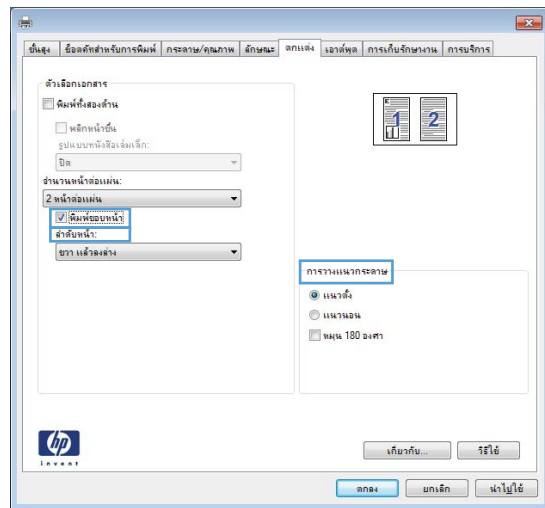 ขั้นสูง ช็อตคัทสำหรับการพิมพ์ กระดาษ/คุณภาพ ลักษณะ ตกแต่ง เอาต์พุต การเก็บรักษางาน การบริการ
ตัวเลือกเอกสาร
พิมพ์ทั้งสองด้าน
พลิกหน้าขึ้น
รูปแบบหนังสือเล่มเล็ก:
ปิด
จำนวนหน้าต่อแผ่น:
2 หน้าต่อแผ่น
พิมพ์ขอบหน้า
ลำดับหน้า:
ขวา แล้วลงล่าง
1 2
การวางแนวกระดาษ
แนวตั้ง
แนวนอน
หมุน 180 องศา
hp
invent
เกี่ยวกับ... วิธีใช้
ตกลง ยกเลิก นำไปใช้